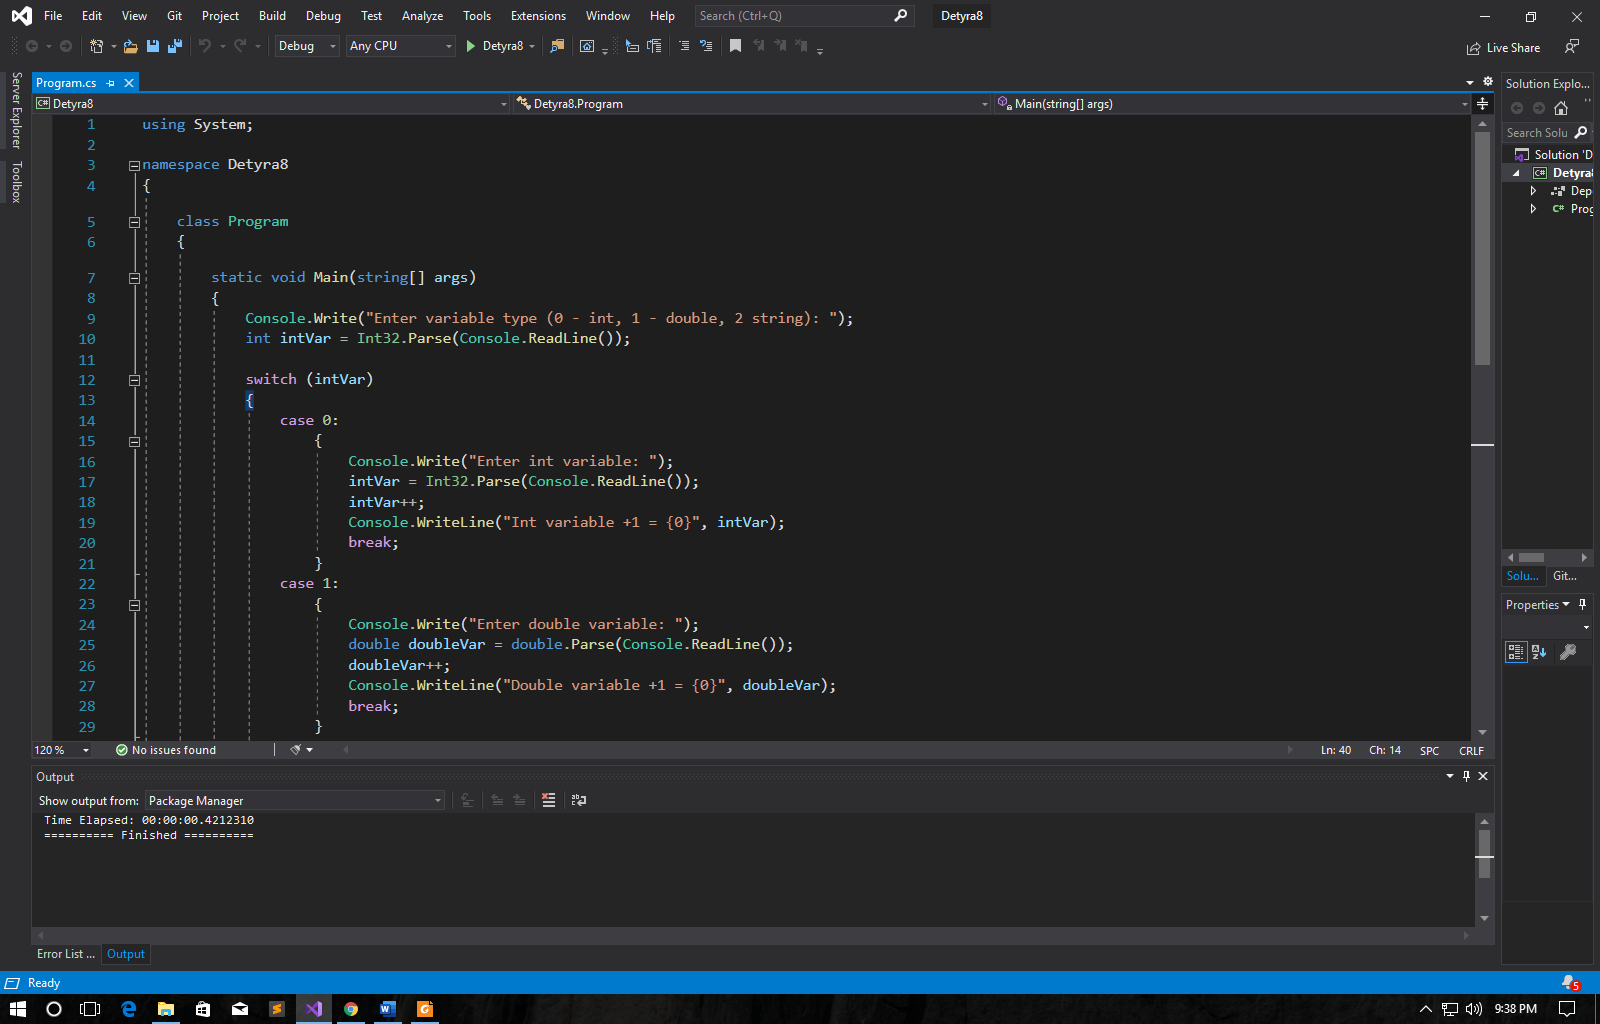 File Edit View Git Project Build Debug Test Analyze Tools Extensions Window Help Search (Ctrl+Q) Detyra8
Debug Any CPU Detyra8 Live Share
Server Explorer
Toolbox
Program.cs
C# Detyra8 Detyra8.Program Main(string[] args)
1 using System;
2
3 namespace Detyra8
4 {
5 class Program
6 {
7 static void Main(string[] args)
8 {
9 Console.Write("Enter variable type (0 - int, 1 - double, 2 string): ");
10 int intVar = Int32.Parse(Console.ReadLine());
11
12 switch (intVar)
13 {
14 case 0:
15 {
16 Console.Write("Enter int variable: ");
17 intVar = Int32.Parse(Console.ReadLine());
18 intVar++;
19 Console.WriteLine("Int variable +1 = {0}", intVar);
20 break;
21 }
22 case 1:
23 {
24 Console.Write("Enter double variable: ");
25 double doubleVar = double.Parse(Console.ReadLine());
26 doubleVar++;
27 Console.WriteLine("Double variable +1 = {0}", doubleVar);
28 break;
29 }
120 % No issues found Ln: 40 Ch: 14 SPC CRLF
Output
Show output from: Package Manager
Time Elapsed: 00:00:00.4212310
========== Finished ==========
Error List ... Output
Solution Explo...
Search Solu
Solution 'D
C# Detyra8
Dep
C# Prog
Solu... Git...
Properties
Ready 5
9:38 PM